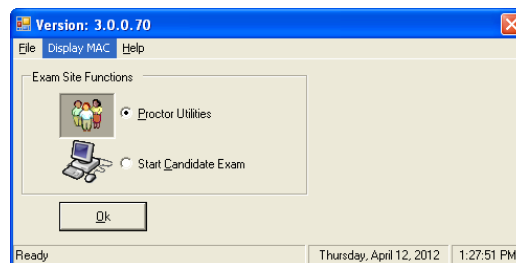 Version: 3.0.0.70
File Display MAC Help
Exam Site Functions
Proctor Utilities
Start Candidate Exam
Ok
Ready Thursday, April 12, 2012 1:27:51 PM